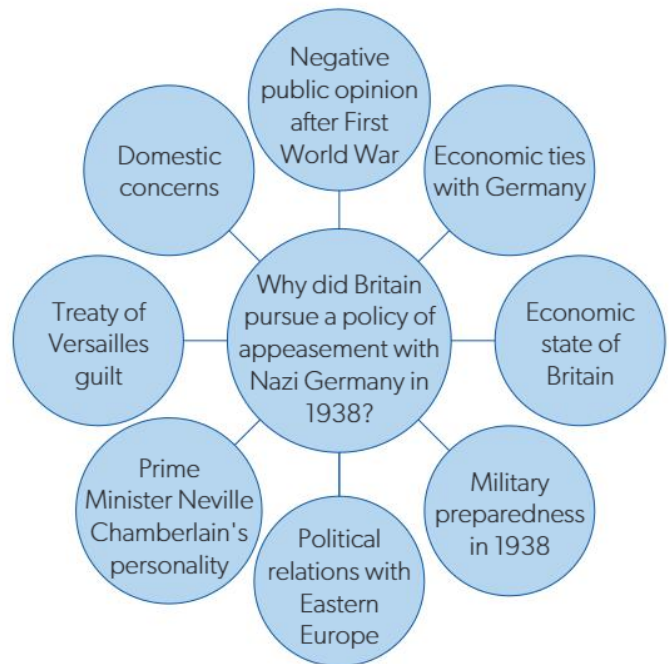 Negative
public opinion
after First
World War
Economic ties
with Germany
Economic
state of
Britain
Military
preparedness
in 1938
Political
relations with
Eastern
Europe
Prime
Minister Neville
Chamberlain's
personality
Treaty of
Versailles
guilt
Domestic
concerns
Why did Britain
pursue a policy of
appeasement with
Nazi Germany in
1938?